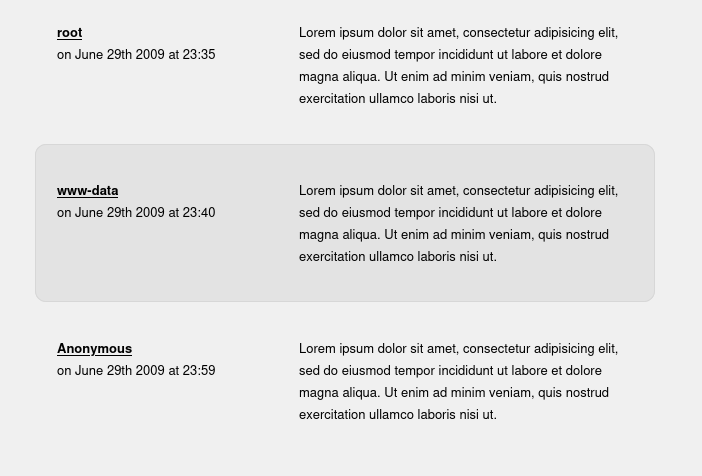 root
on June 29th 2009 at 23:35
Lorem ipsum dolor sit amet, consectetur adipisicing elit,
sed do eiusmod tempor incididunt ut labore et dolore
magna aliqua. Ut enim ad minim veniam, quis nostrud
exercitation ullamco laboris nisi ut.
www-data
on June 29th 2009 at 23:40
Lorem ipsum dolor sit amet, consectetur adipisicing elit,
sed do eiusmod tempor incididunt ut labore et dolore
magna aliqua. Ut enim ad minim veniam, quis nostrud
exercitation ullamco laboris nisi ut.
Anonymous
on June 29th 2009 at 23:59
Lorem ipsum dolor sit amet, consectetur adipisicing elit,
sed do eiusmod tempor incididunt ut labore et dolore
magna aliqua. Ut enim ad minim veniam, quis nostrud
exercitation ullamco laboris nisi ut.